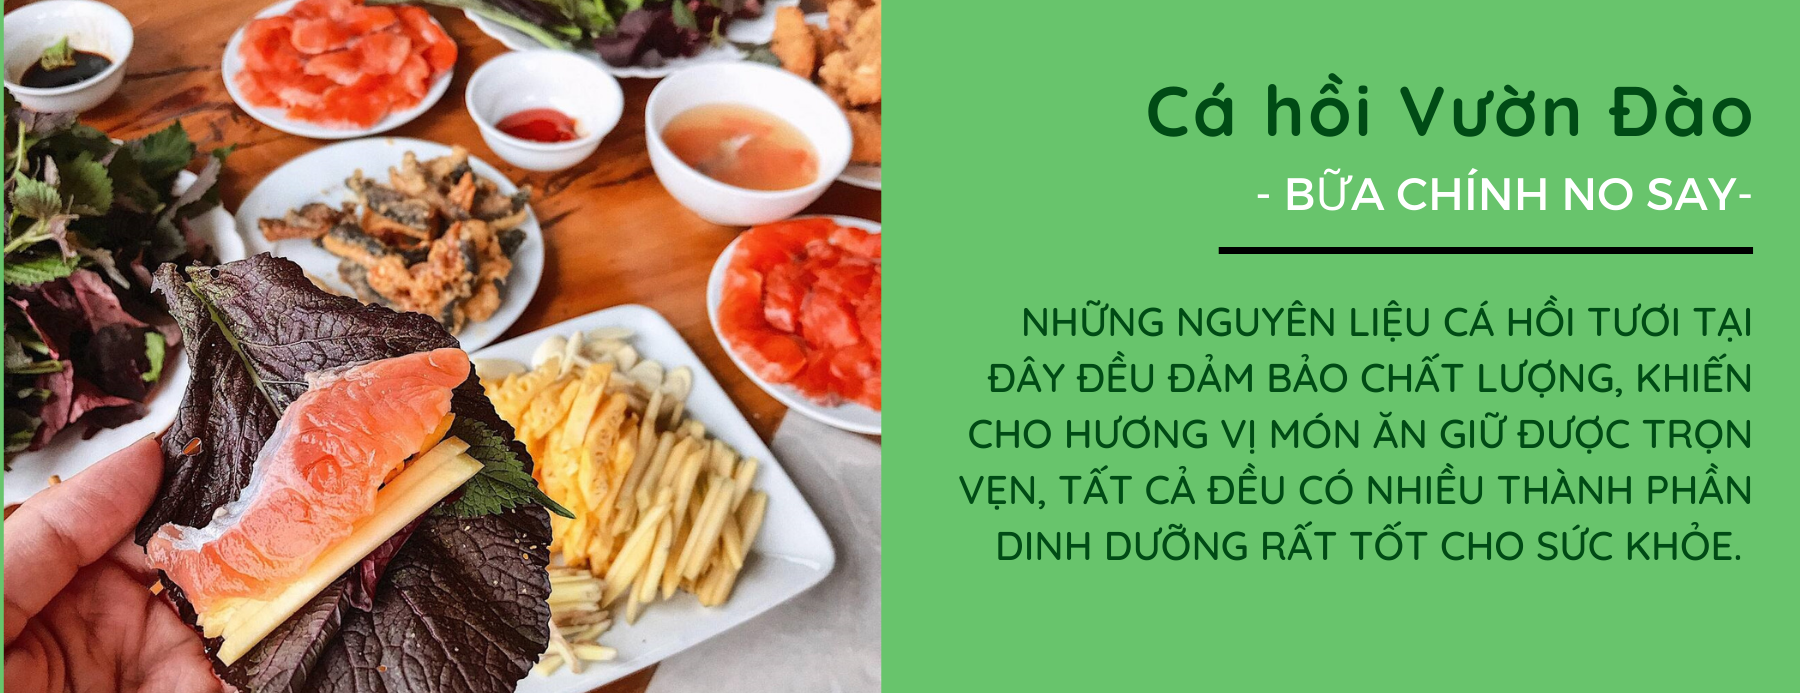 Cá hồi Vườn Đào
- BỮA CHÍNH NO SAY-
NHỮNG NGUYÊN LIỆU CÁ HỒI TƯƠI TẠI
ĐÂY ĐỀU ĐẢM BẢO CHẤT LƯỢNG, KHIẾN
CHO HƯƠNG VỊ MÓN ĂN GIỮ ĐƯỢC TRỌN
VẸN, TẤT CẢ ĐỀU CÓ NHIỀU THÀNH PHẦN
DINH DƯỠNG RẤT TỐT CHO SỨC KHỎE.